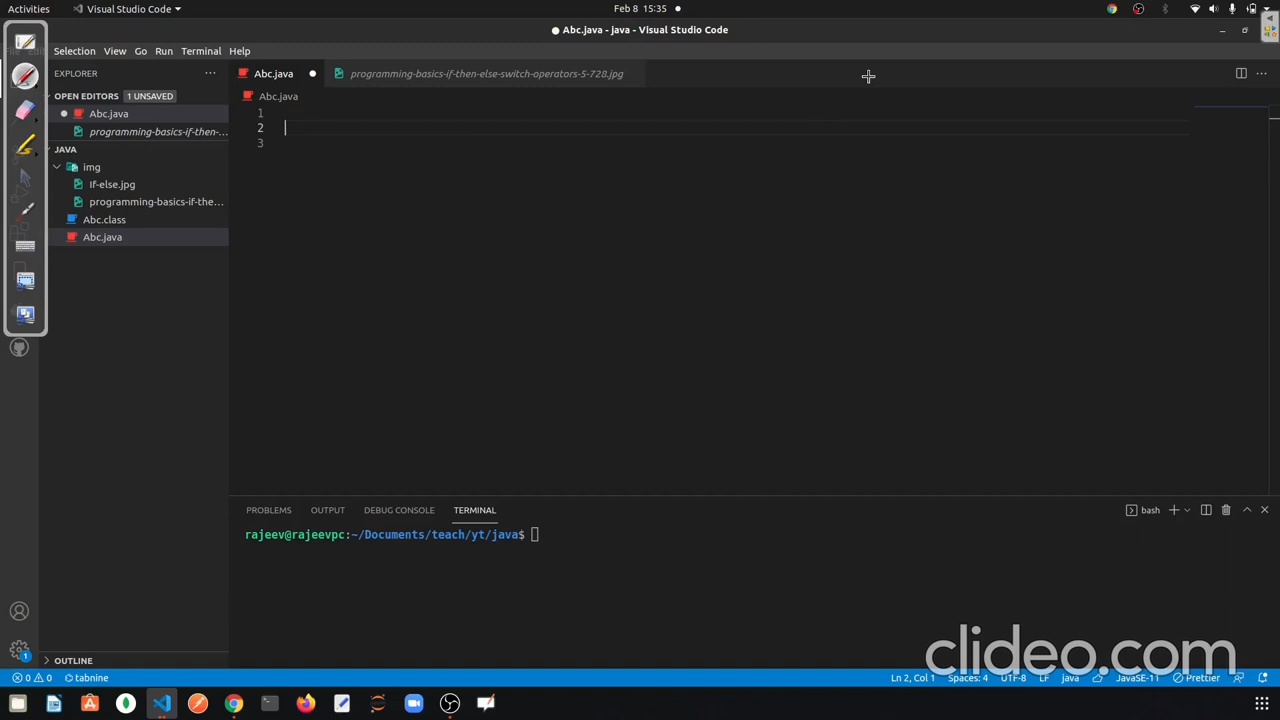 Activities
Visual Studio Code
Feb 8 15:35
Abc.java - java - Visual Studio Code
Selection View Go Run Terminal Help
EXPLORER
Abc.java
programming-basics-if-then-else-switch-operators-5-728.jpg
OPEN EDITORS
1 UNSAVED
Abc.java
Abc.java
programming-basics-if-then-...
JAVA
img
If-else.jpg
programming-basics-if-the...
Abc.class
Abc.java
1
2
3
PROBLEMS OUTPUT DEBUG CONSOLE TERMINAL
bash
rajeev@rajeevpc:~/Documents/teach/yt/java$
OUTLINE
clideo.com
0 0 tabnine
Ln 2, Col 1 Spaces: 4 UTF-8 LF java JavaSE-11 Prettier
1